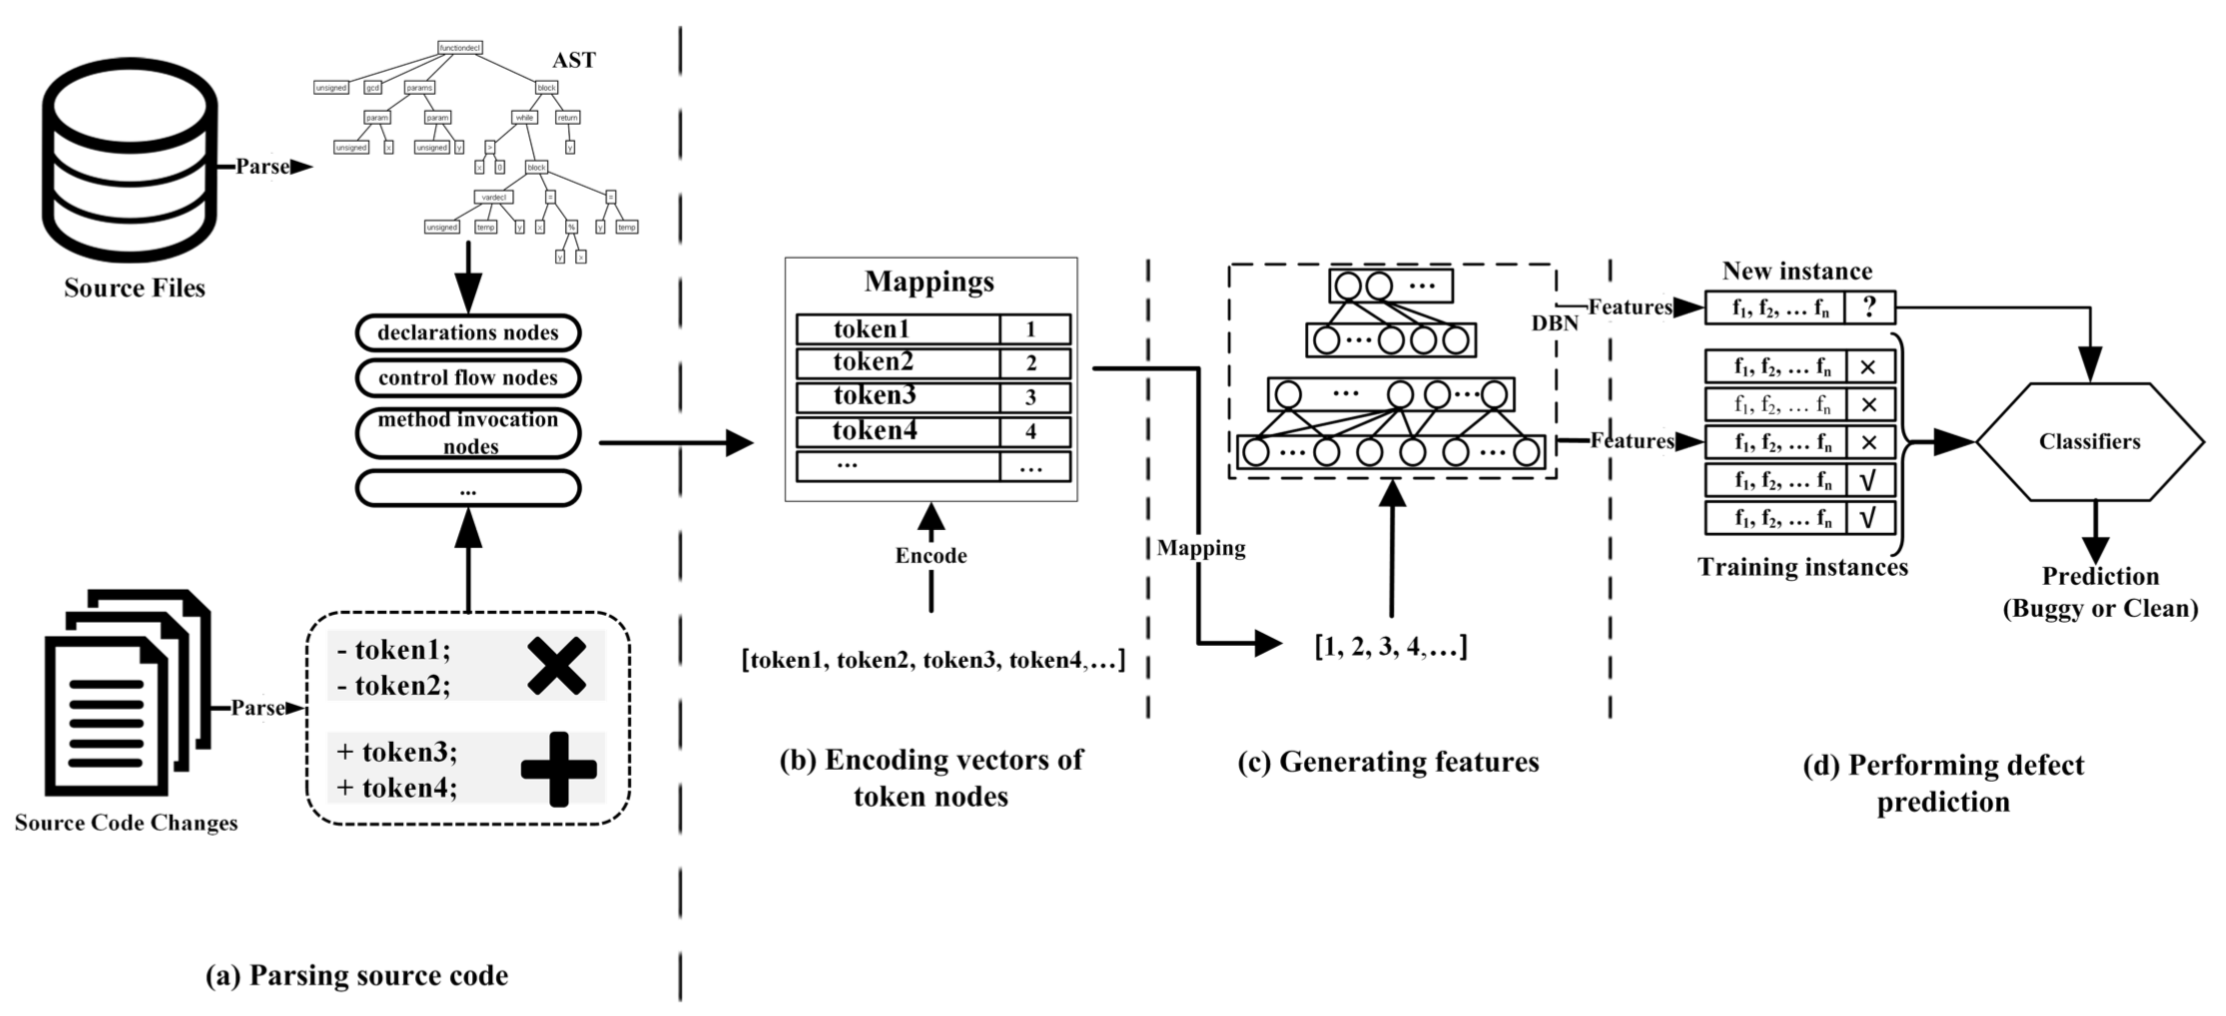 AST
functiondecl
unsigned gcd params block
param param while return
unsigned x unsigned y > y
x 0 block
vardecl = =
unsigned temp y x % y temp
y x
Parse
Source Files
declarations nodes
control flow nodes
method invocation
nodes
...
- token1;
- token2;
+ token3;
+ token4;
Parse
Source Code Changes
(a) Parsing source code
Mappings
token1 1
token2 2
token3 3
token4 4
... ...
Encode
[token1, token2, token3, token4,...]
(b) Encoding vectors of
token nodes
Mapping
...
...
... ...
... ...
DBN
[1, 2, 3, 4,...]
(c) Generating features
Features
Features
New instance
f1, f2, ... fn ?
f1, f2, ... fn ×
f1, f2, ... fn ×
f1, f2, ... fn ×
f1, f2, ... fn √
f1, f2, ... fn √
Training instances
Classifiers
Prediction
(Buggy or Clean)
(d) Performing defect
prediction